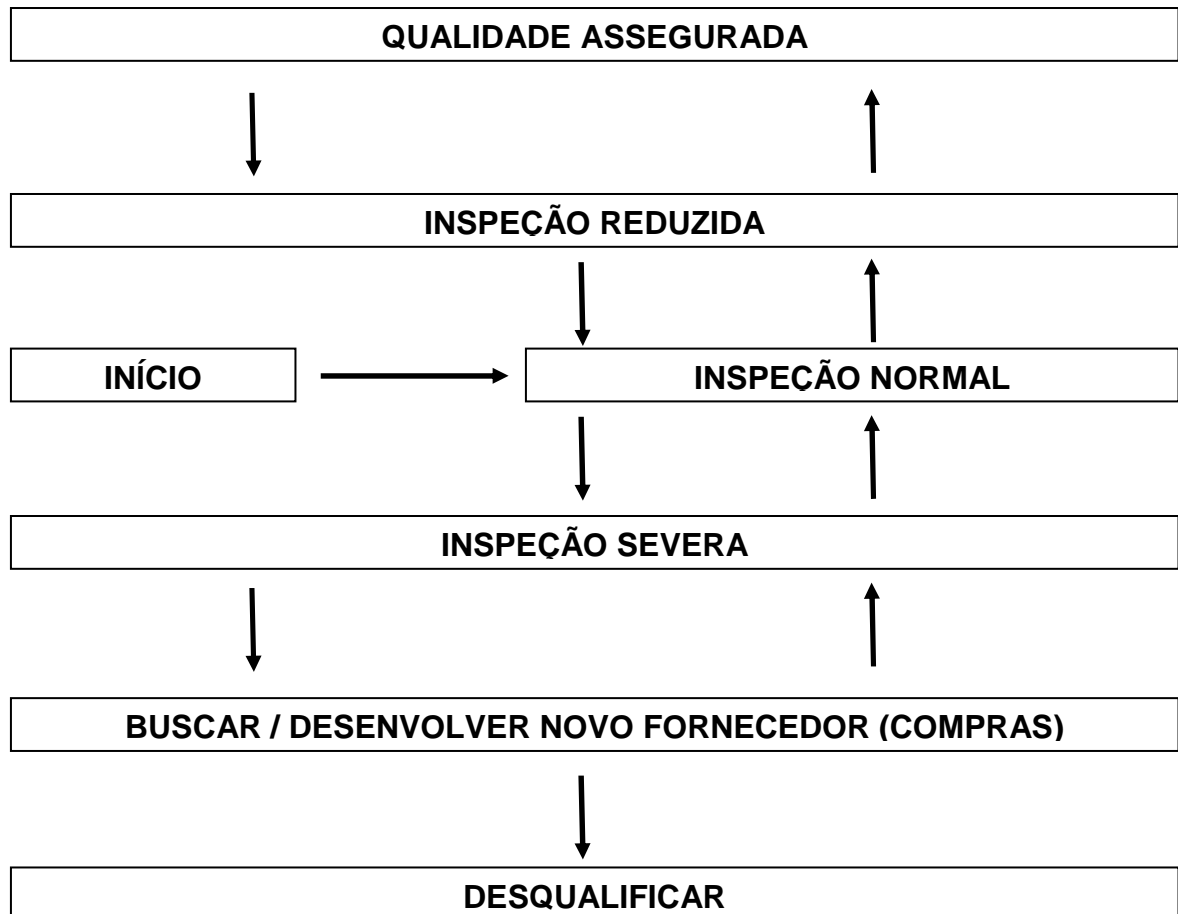 QUALIDADE ASSEGURADA
INSPEÇÃO REDUZIDA
INÍCIO
INSPEÇÃO NORMAL
INSPEÇÃO SEVERA
BUSCAR / DESENVOLVER NOVO FORNECEDOR (COMPRAS)
DESQUALIFICAR